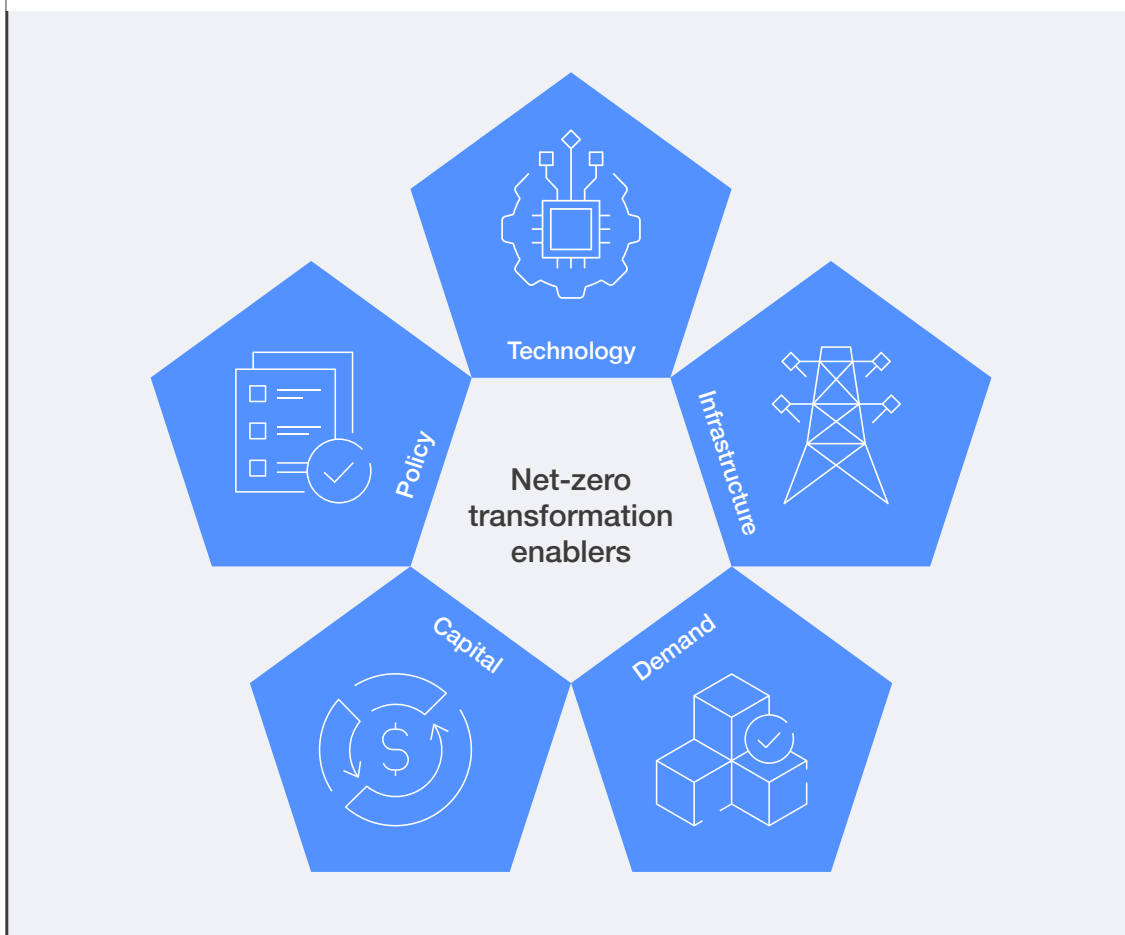 Technology
Infrastructure
Demand
Capital
Policy
Net-zero
transformation
enablers
$